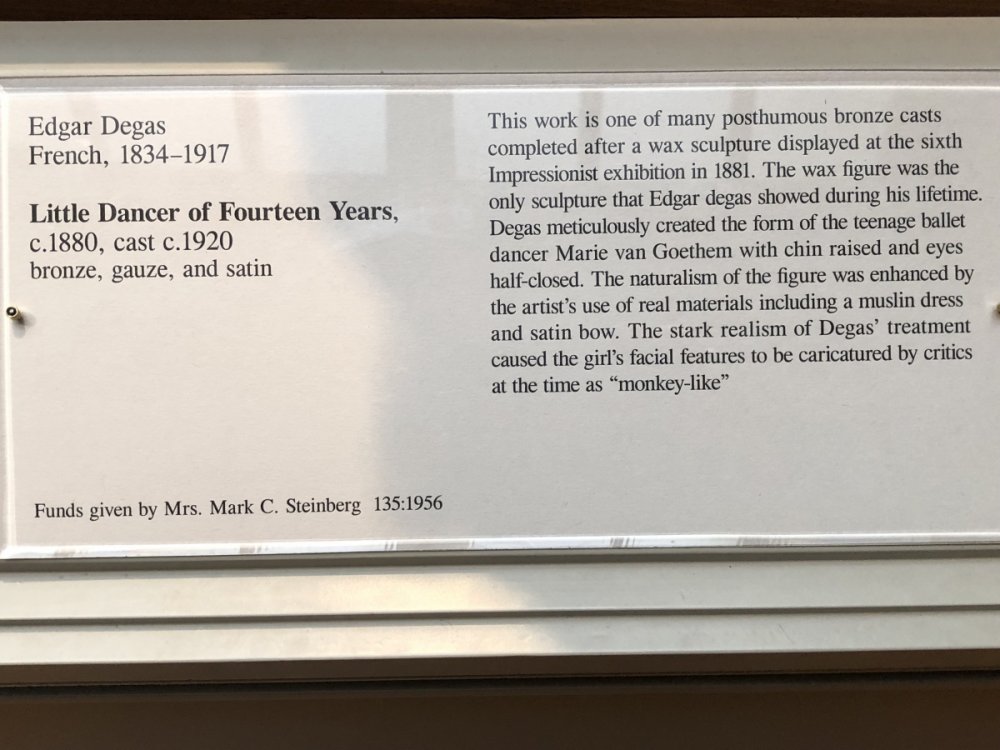 Edgar Degas
French, 1834–1917
Little Dancer of Fourteen Years,
c.1880, cast c.1920
bronze, gauze, and satin
Funds given by Mrs. Mark C. Steinberg 135:1956
This work is one of many posthumous bronze casts
completed after a wax sculpture displayed at the sixth
Impressionist exhibition in 1881. The wax figure was the
only sculpture that Edgar degas showed during his lifetime.
Degas meticulously created the form of the teenage ballet
dancer Marie van Goethem with chin raised and eyes
half-closed. The naturalism of the figure was enhanced by
the artist’s use of real materials including a muslin dress
and satin bow. The stark realism of Degas’ treatment
caused the girl’s facial features to be caricatured by critics
at the time as “monkey-like”